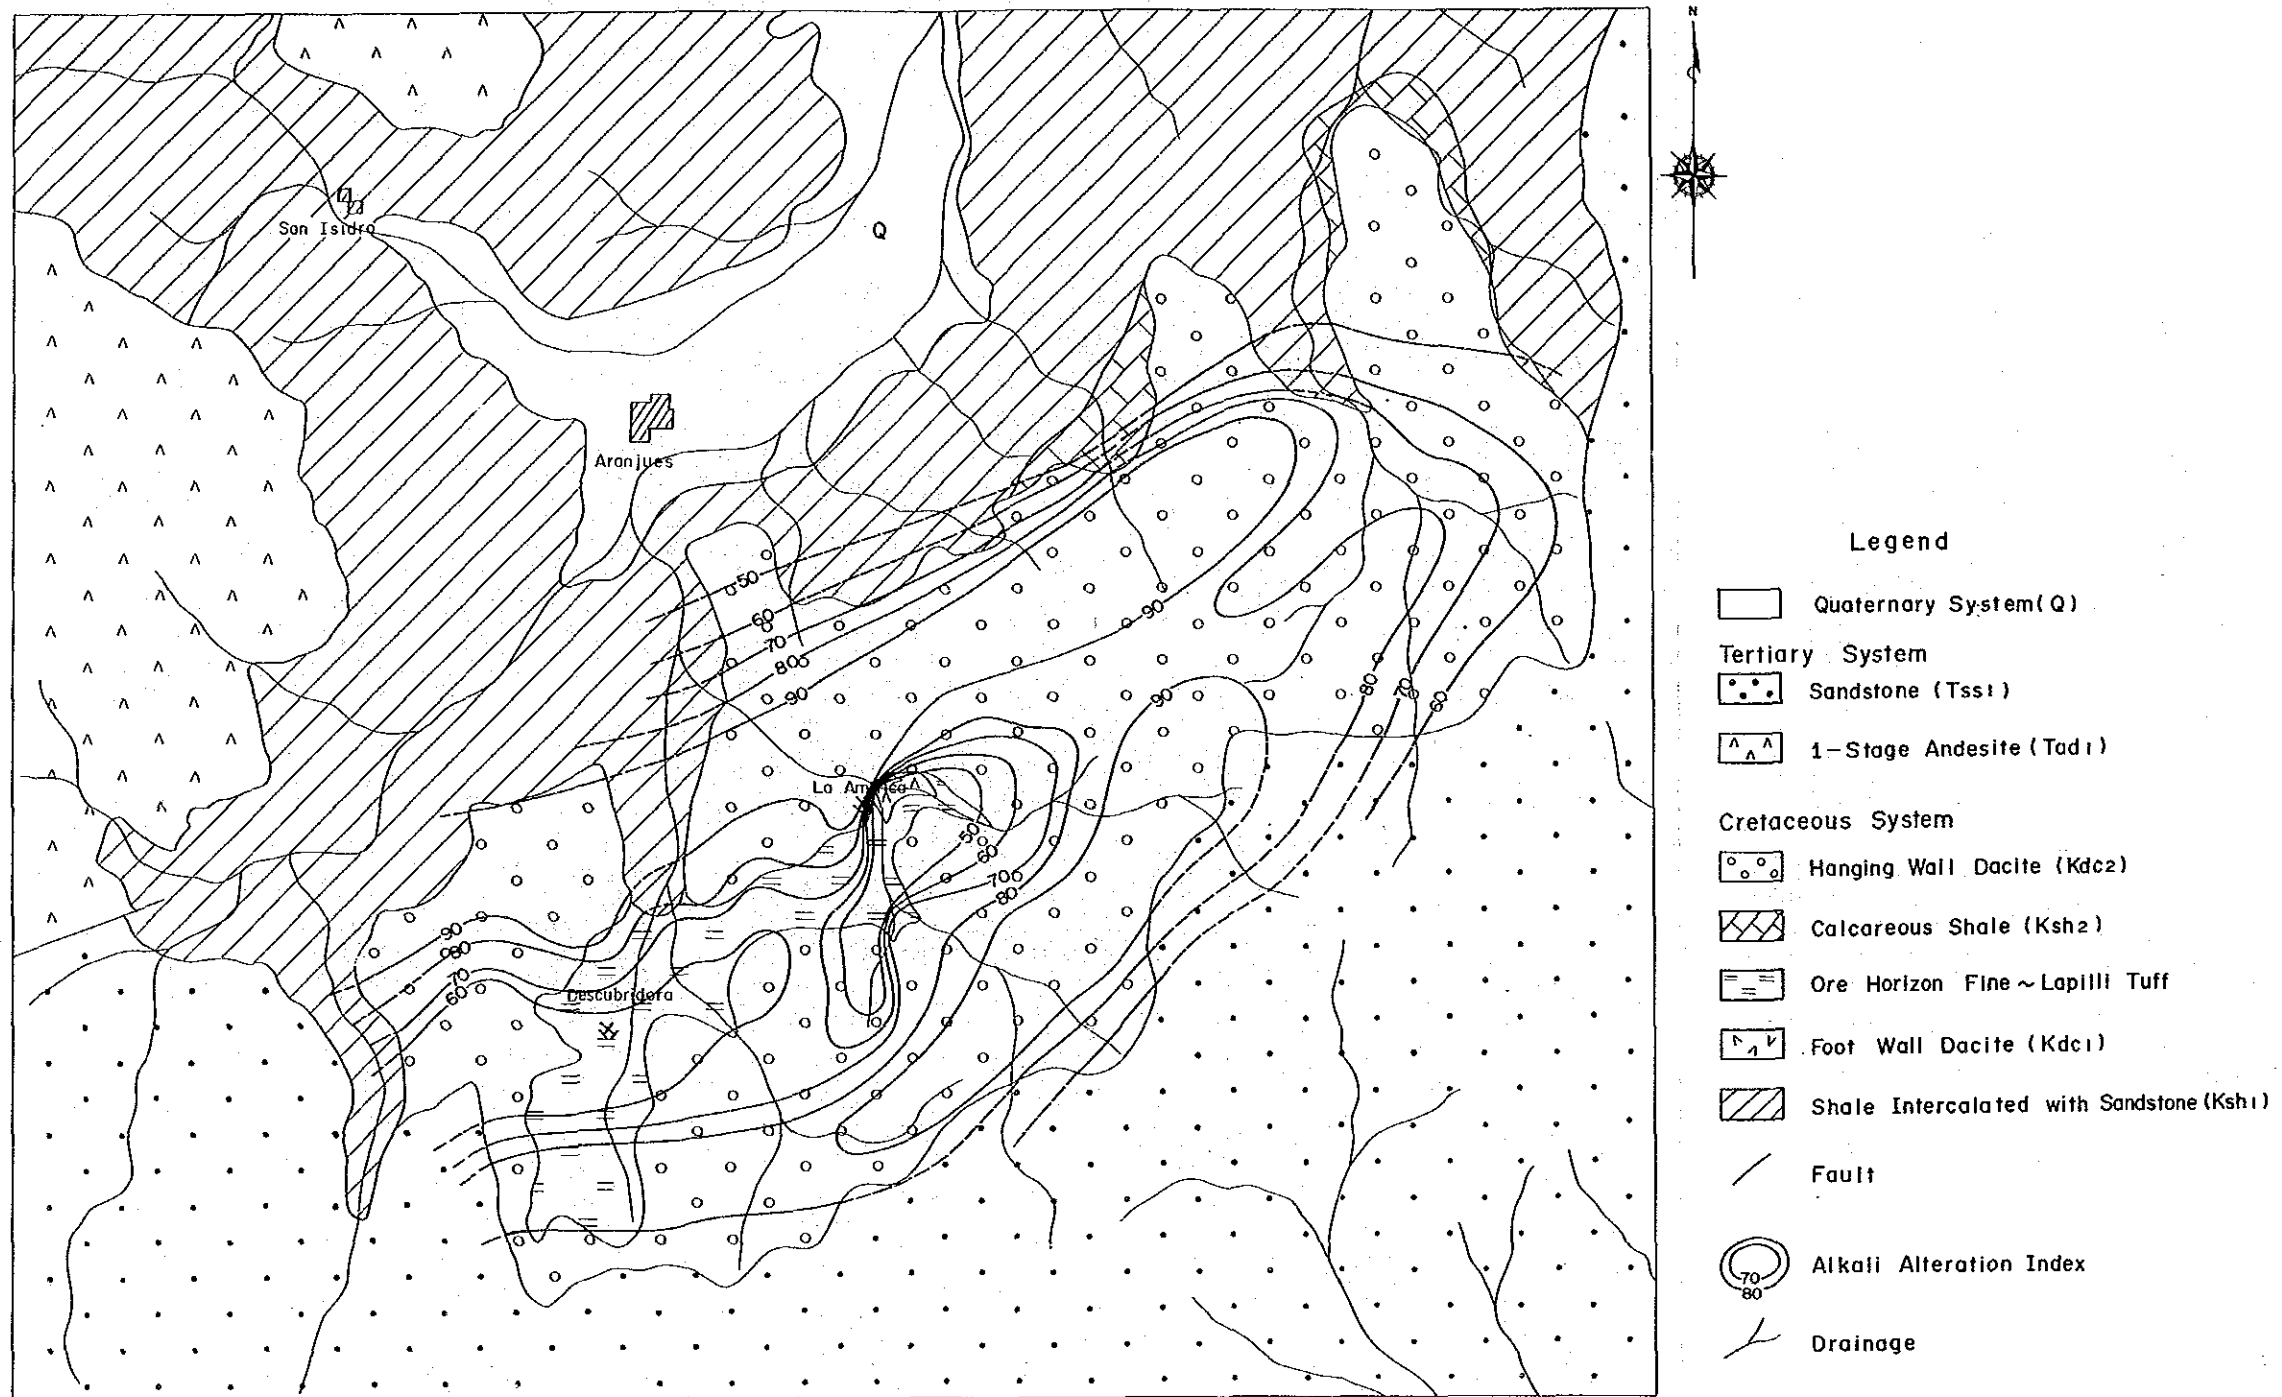 N
San Isidro
Q
Aranjues
50
60
70
80
90
90
90
80
70
60
La América
50
60
70
80
90
80
70
60
Descubridora
Legend
Quaternary System(Q)
Tertiary System
Sandstone (Tss1)
1-Stage Andesite (Tad1)
Cretaceous System
Hanging Wall Dacite (Kdc2)
Calcareous Shale (Ksh2)
Ore Horizon Fine ~ Lapilli Tuff
Foot Wall Dacite (Kdc1)
Shale Intercalated with Sandstone (Ksh1)
Fault
70
80
Alkali Alteration Index
Drainage